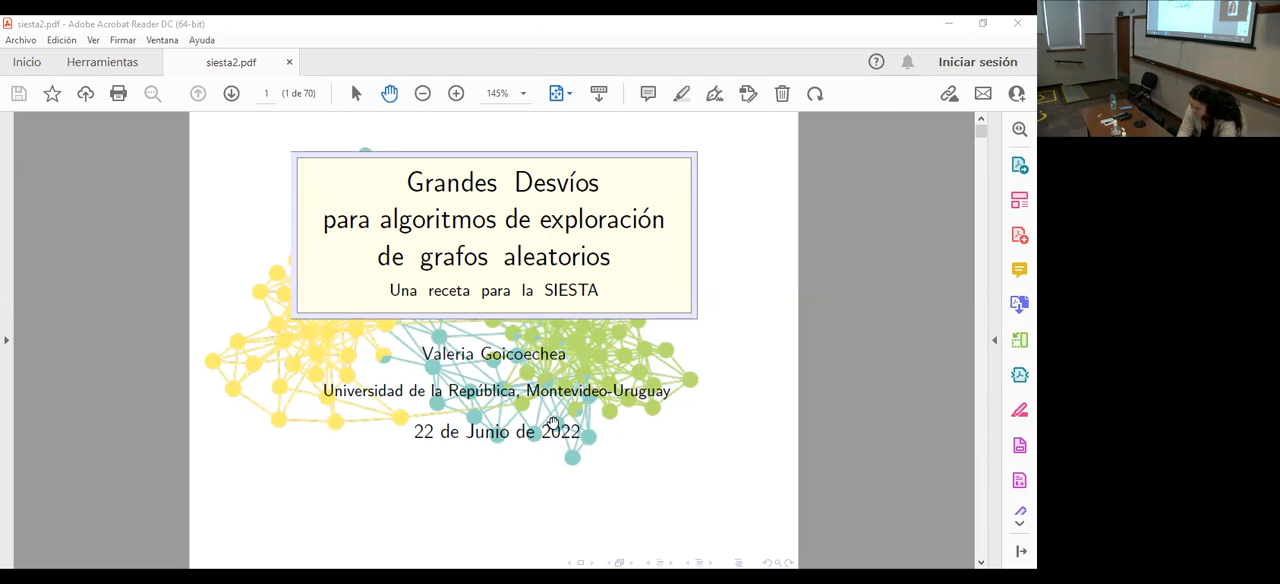 siesta2.pdf - Adobe Acrobat Reader DC (64-bit)
Archivo Edición Ver Firmar Ventana Ayuda
Inicio Herramientas siesta2.pdf × Iniciar sesión
1 (1 de 70) 145%
Grandes Desvíos
para algoritmos de exploración
de grafos aleatorios
Una receta para la SIESTA
Valeria Goicoechea
Universidad de la República, Montevideo-Uruguay
22 de Junio de 2022